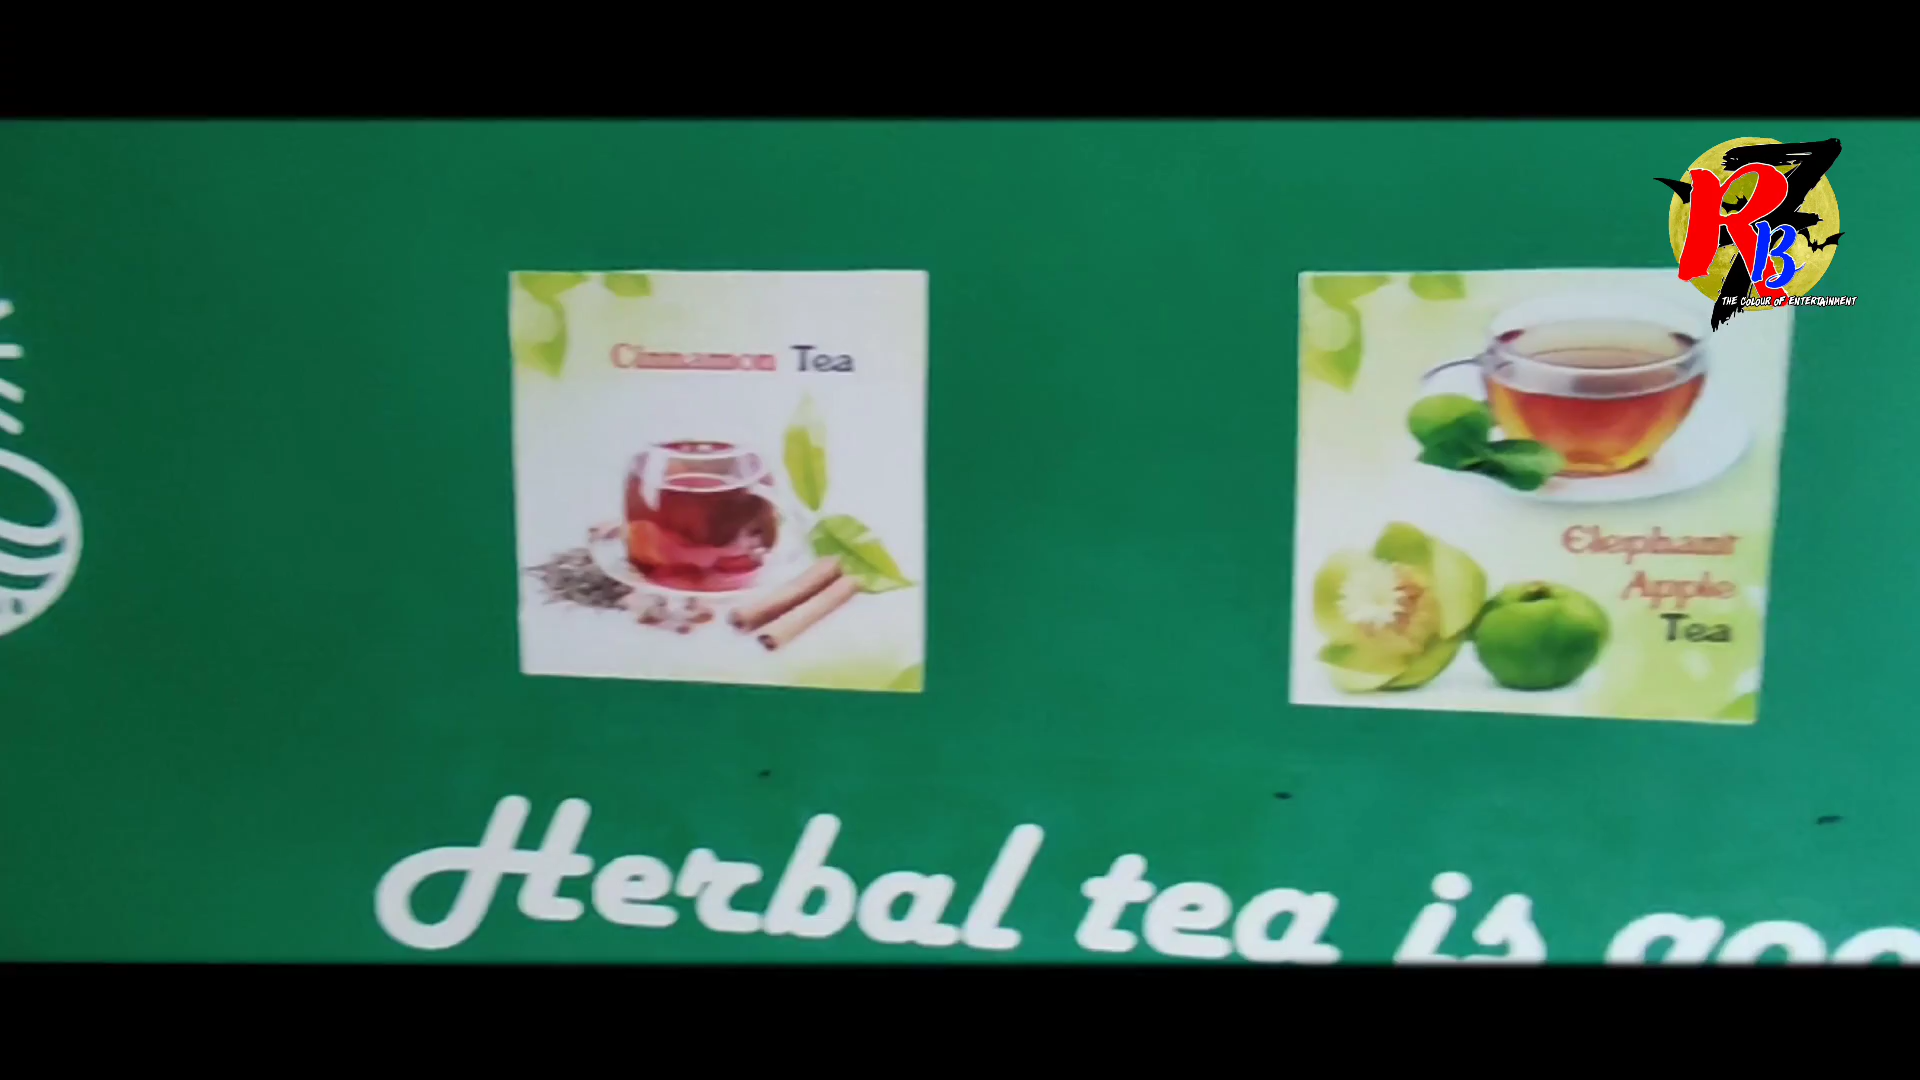 R
B
THE COLOUR OF ENTERTAINMENT
Cinnamon Tea
Elephant
Apple
Tea
Herbal tea is